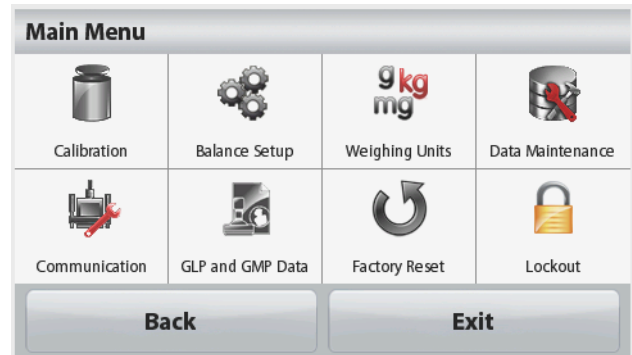 Main Menu
g kg
mg
Calibration
Balance Setup
Weighing Units
Data Maintenance
Communication
GLP and GMP Data
Factory Reset
Lockout
Back
Exit